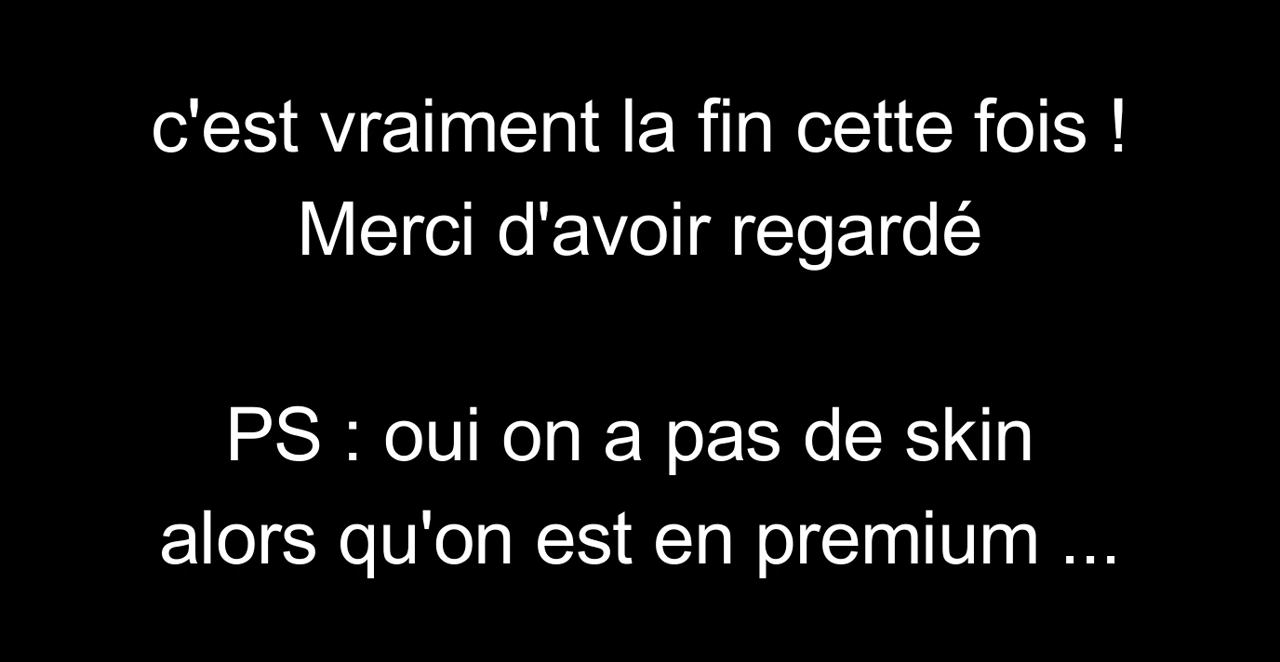 c'est vraiment la fin cette fois !
Merci d'avoir regardé
PS : oui on a pas de skin
alors qu'on est en premium ...